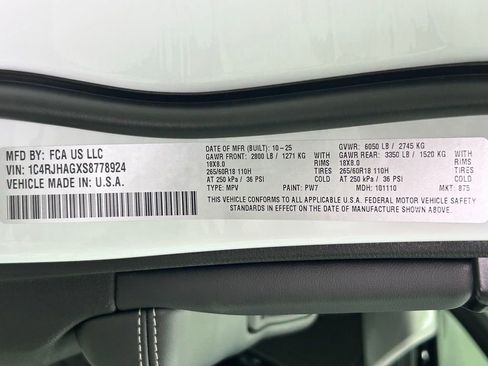 MFD BY: FCA US LLC
VIN: 1C4RJHAGXS8778924
VEHICLE MADE IN: U.S.A.
DATE OF MFR (BUILT): 10-25
GVWR: 6050 LB / 2745 KG
GAWR FRONT: 2800 LB / 1271 KG
GAWR REAR: 3350 LB / 1520 KG
18X8.0
18X8.0
265/60R18 110H
TIRES
265/60R18 110H
TIRES
AT 250 kPa / 36 PSI
COLD
AT 250 kPa / 36 PSI
COLD
TYPE: MPV
PAINT: PW7
MDH: 101110
MKT: 875
THIS VEHICLE CONFORMS TO ALL APPLICABLE U.S.A. FEDERAL MOTOR VEHICLE SAFETY
STANDARDS IN EFFECT ON THE DATE OF MANUFACTURE SHOWN ABOVE.